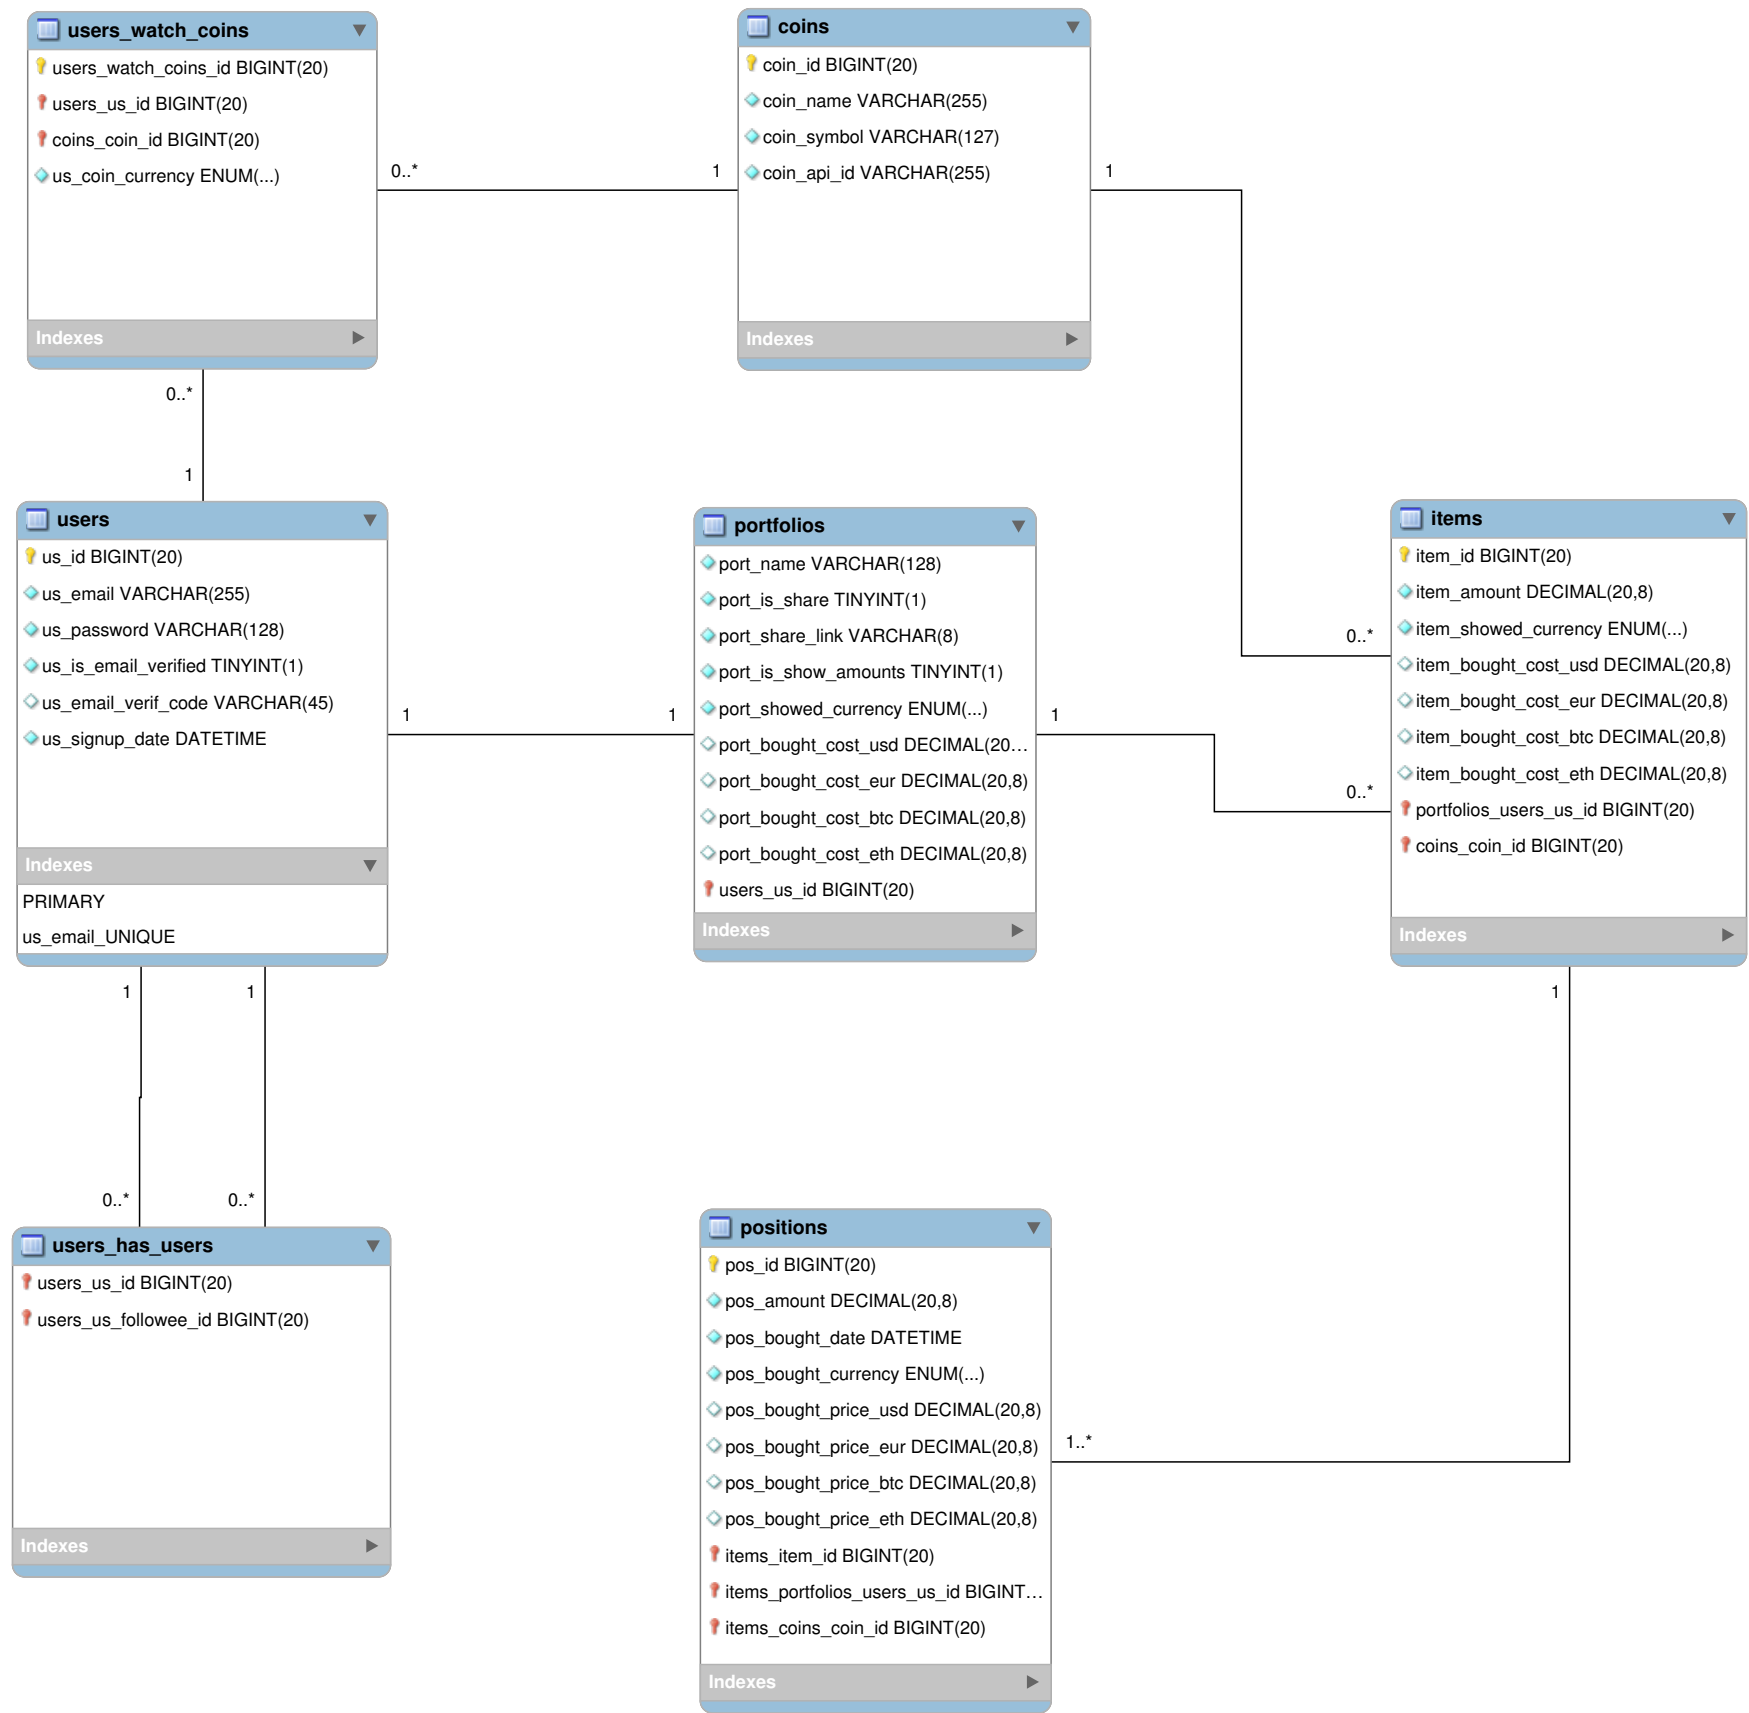 users_watch_coins
users_watch_coins_id BIGINT(20)
users_us_id BIGINT(20)
coins_coin_id BIGINT(20)
us_coin_currency ENUM(...)
Indexes
coins
coin_id BIGINT(20)
coin_name VARCHAR(255)
coin_symbol VARCHAR(127)
coin_api_id VARCHAR(255)
Indexes
0..*
1
1
0..*
1
users
us_id BIGINT(20)
us_email VARCHAR(255)
us_password VARCHAR(128)
us_is_email_verified TINYINT(1)
us_email_verif_code VARCHAR(45)
us_signup_date DATETIME
Indexes
PRIMARY
us_email_UNIQUE
1
1
portfolios
port_name VARCHAR(128)
port_is_share TINYINT(1)
port_share_link VARCHAR(8)
port_is_show_amounts TINYINT(1)
port_showed_currency ENUM(...)
port_bought_cost_usd DECIMAL(20...
port_bought_cost_eur DECIMAL(20,8)
port_bought_cost_btc DECIMAL(20,8)
port_bought_cost_eth DECIMAL(20,8)
users_us_id BIGINT(20)
Indexes
1
0..*
0..*
items
item_id BIGINT(20)
item_amount DECIMAL(20,8)
item_showed_currency ENUM(...)
item_bought_cost_usd DECIMAL(20,8)
item_bought_cost_eur DECIMAL(20,8)
item_bought_cost_btc DECIMAL(20,8)
item_bought_cost_eth DECIMAL(20,8)
portfolios_users_us_id BIGINT(20)
coins_coin_id BIGINT(20)
Indexes
1
1
1
0..*
0..*
users_has_users
users_us_id BIGINT(20)
users_us_followee_id BIGINT(20)
Indexes
positions
pos_id BIGINT(20)
pos_amount DECIMAL(20,8)
pos_bought_date DATETIME
pos_bought_currency ENUM(...)
pos_bought_price_usd DECIMAL(20,8)
pos_bought_price_eur DECIMAL(20,8)
pos_bought_price_btc DECIMAL(20,8)
pos_bought_price_eth DECIMAL(20,8)
items_item_id BIGINT(20)
items_portfolios_users_us_id BIGINT...
items_coins_coin_id BIGINT(20)
Indexes
1..*